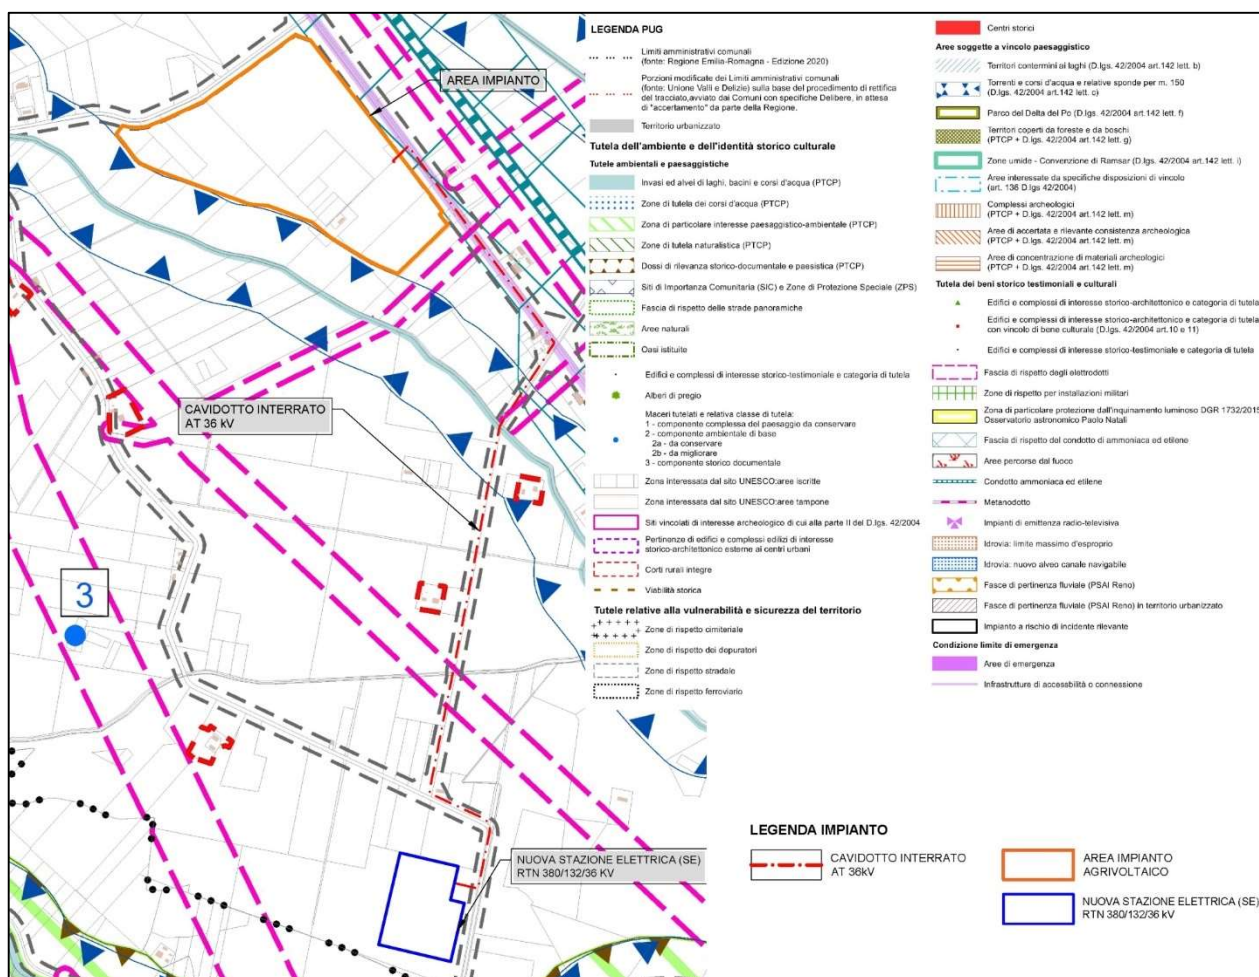 AREA IMPIANTO
CAVIDOTTO INTERRATO
AT 36 kV
3
NUOVA STAZIONE ELETTRICA (SE)
RTN 380/132/36 KV
LEGENDA PUG
Limiti amministrativi comunali
(fonte: Regione Emilia-Romagna - Edizione 2020)
Porzioni modificate dei Limiti amministrativi comunali
(fonte: Unione Valli e Delizie) sulla base del procedimento di rettifica
del tracciato,avviato dai Comuni con specifiche Delibere, in attesa
di "accertamento" da parte della Regione.
Territorio urbanizzato
Tutela dell'ambiente e dell'identità storico culturale
Tutele ambientali e paesaggistiche
Invasi ed alvei di laghi, bacini e corsi d'acqua (PTCP)
Zone di tutela dei corsi d'acqua (PTCP)
Zona di particolare interesse paesaggistico-ambientale (PTCP)
Zone di tutela naturalistica (PTCP)
Dossi di rilevanza storico-documentale e paesistica (PTCP)
Siti di Importanza Comunitaria (SIC) e Zone di Protezione Speciale (ZPS)
Fascia di rispetto delle strade panoramiche
Aree naturali
Oasi istituite
Edifici e complessi di interesse storico-testimoniale e categoria di tutela
Alberi di pregio
Maceri tutelati e relativa classe di tutela:
1 - componente complessa del paesaggio da conservare
2 - componente ambientale di base
2a - da conservare
2b - da migliorare
3 - componente storico documentale
Zona interessata dal sito UNESCO:aree iscritte
Zona interessata dal sito UNESCO:aree tampone
Siti vincolati di interesse archeologico di cui alla parte II del D.lgs. 42/2004
Pertinenze di edifici e complessi edilizi di interesse
storico-architettonico esterne ai centri urbani
Corti rurali integre
Viabilità storica
Tutele relative alla vulnerabilità e sicurezza del territorio
Zone di rispetto cimiteriale
Zone di rispetto dei depuratori
Zone di rispetto stradale
Zone di rispetto ferroviario
Centri storici
Aree soggette a vincolo paesaggistico
Territori contermini ai laghi (D.lgs. 42/2004 art.142 lett. b)
Torrenti e corsi d'acqua e relative sponde per m. 150
(D.lgs. 42/2004 art.142 lett. c)
Parco del Delta del Po (D.lgs. 42/2004 art.142 lett. f)
Territori coperti da foreste e da boschi
(PTCP + D.lgs. 42/2004 art.142 lett. g)
Zone umide - Convenzione di Ramsar (D.lgs. 42/2004 art.142 lett. i)
Aree interessate da specifiche disposizioni di vincolo
(art. 136 D.lgs 42/2004)
Complessi archeologici
(PTCP + D.lgs. 42/2004 art.142 lett. m)
Aree di accertata e rilevante consistenza archeologica
(PTCP + D.lgs. 42/2004 art.142 lett. m)
Aree di concentrazione di materiali archeologici
(PTCP + D.lgs. 42/2004 art.142 lett. m)
Tutela dei beni storico testimoniali e culturali
Edifici e complessi di interesse storico-architettonico e categoria di tutela
Edifici e complessi di interesse storico-architettonico e categoria di tutela
con vincolo di bene culturale (D.lgs. 42/2004 art.10 e 11)
Edifici e complessi di interesse storico-testimoniale e categoria di tutela
Fascia di rispetto degli elettrodotti
Zone di rispetto per installazioni militari
Zona di particolare protezione dall'inquinamento luminoso DGR 1732/2015
Osservatorio astronomico Paolo Natali
Fascia di rispetto del condotto di ammoniaca ed etilene
Aree percorse dal fuoco
Condotto ammoniaca ed etilene
Metanodotto
Impianti di emittenza radio-televisiva
Idrovia: limite massimo d'esproprio
Idrovia: nuovo alveo canale navigabile
Fasce di pertinenza fluviale (PSAI Reno)
Fasce di pertinenza fluviale (PSAI Reno) in territorio urbanizzato
Impianto a rischio di incidente rilevante
Condizione limite di emergenza
Aree di emergenza
Infrastrutture di accessbilità o connessione
LEGENDA IMPIANTO
CAVIDOTTO INTERRATO
AT 36kV
AREA IMPIANTO
AGRIVOLTAICO
NUOVA STAZIONE ELETTRICA (SE)
RTN 380/132/36 kV